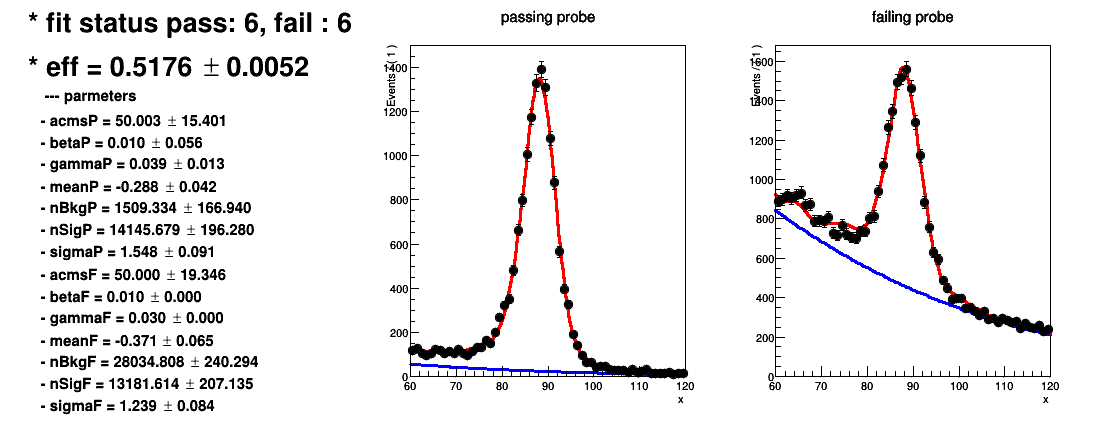 * fit status pass: 6, fail : 6
* eff = 0.5176 ± 0.0052
--- parmeters
- acmsP = 50.003 ± 15.401
- betaP = 0.010 ± 0.056
- gammaP = 0.039 ± 0.013
- meanP = -0.288 ± 0.042
- nBkgP = 1509.334 ± 166.940
- nSigP = 14145.679 ± 196.280
- sigmaP = 1.548 ± 0.091
- acmsF = 50.000 ± 19.346
- betaF = 0.010 ± 0.000
- gammaF = 0.030 ± 0.000
- meanF = -0.371 ± 0.065
- nBkgF = 28034.808 ± 240.294
- nSigF = 13181.614 ± 207.135
- sigmaF = 1.239 ± 0.084
passing probe
Events / ( 1 )
1400
1200
1000
800
600
400
200
0
60 70 80 90 100 110 120
x
failing probe
Events / ( 1 )
1600
1400
1200
1000
800
600
400
200
0
60 70 80 90 100 110 120
x